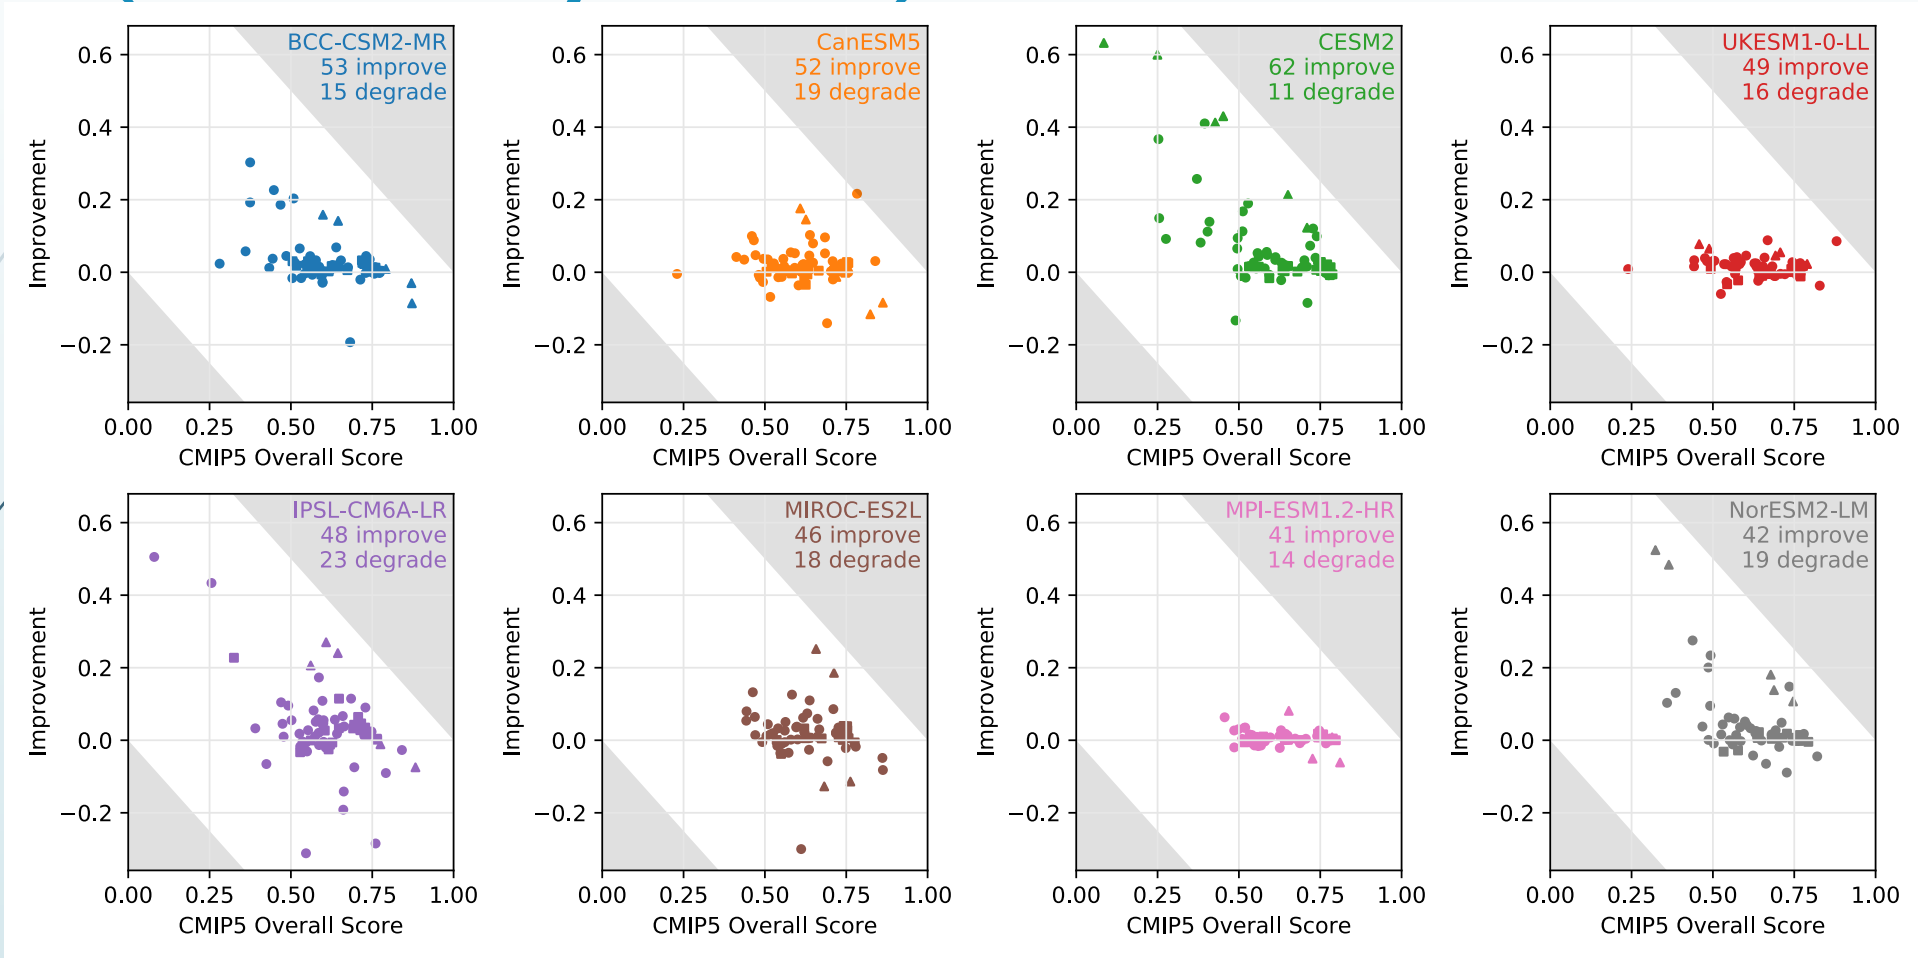 BCC-CSM2-MR
53 improve
15 degrade
0.6
0.4
0.2
0.0
−0.2
Improvement
0.00 0.25 0.50 0.75 1.00
CMIP5 Overall Score
CanESM5
52 improve
19 degrade
0.6
0.4
0.2
0.0
−0.2
Improvement
0.00 0.25 0.50 0.75 1.00
CMIP5 Overall Score
CESM2
62 improve
11 degrade
0.6
0.4
0.2
0.0
−0.2
Improvement
0.00 0.25 0.50 0.75 1.00
CMIP5 Overall Score
UKESM1-0-LL
49 improve
16 degrade
0.6
0.4
0.2
0.0
−0.2
Improvement
0.00 0.25 0.50 0.75 1.00
CMIP5 Overall Score
IPSL-CM6A-LR
48 improve
23 degrade
0.6
0.4
0.2
0.0
−0.2
Improvement
0.00 0.25 0.50 0.75 1.00
CMIP5 Overall Score
MIROC-ES2L
46 improve
18 degrade
0.6
0.4
0.2
0.0
−0.2
Improvement
0.00 0.25 0.50 0.75 1.00
CMIP5 Overall Score
MPI-ESM1.2-HR
41 improve
14 degrade
0.6
0.4
0.2
0.0
−0.2
Improvement
0.00 0.25 0.50 0.75 1.00
CMIP5 Overall Score
NorESM2-LM
42 improve
19 degrade
0.6
0.4
0.2
0.0
−0.2
Improvement
0.00 0.25 0.50 0.75 1.00
CMIP5 Overall Score